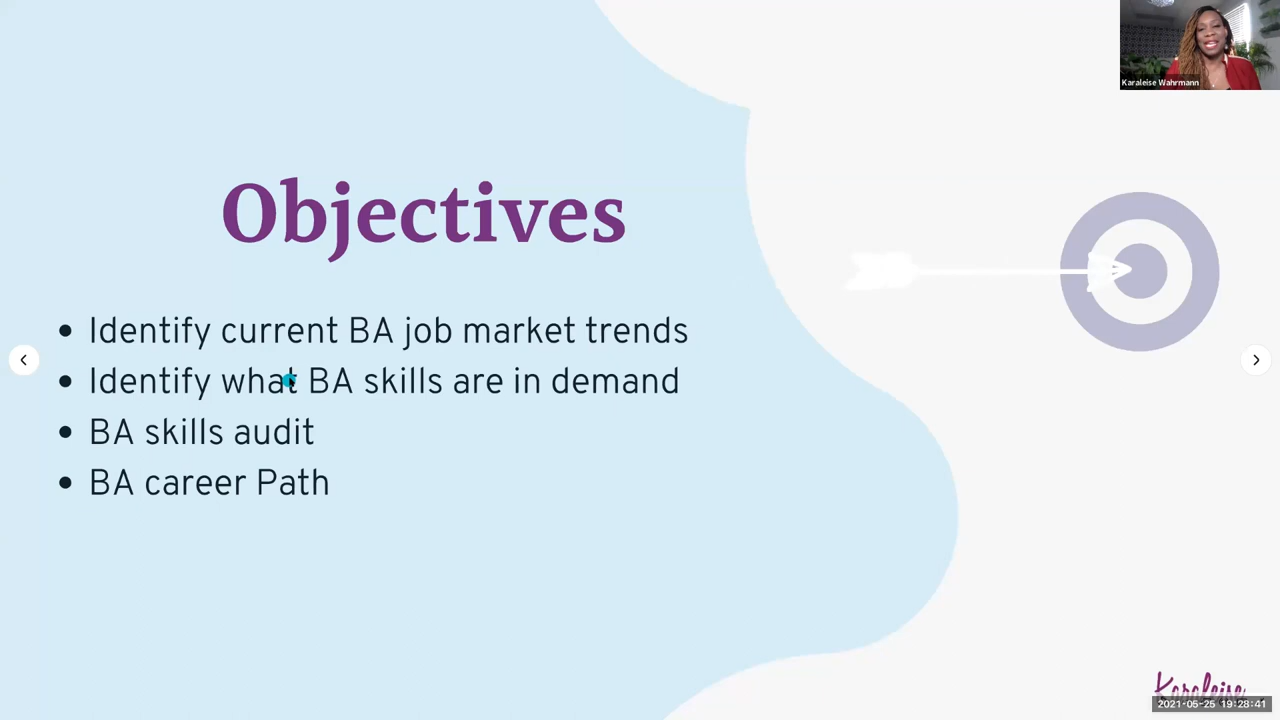 Karaleise Wahrmann
Objectives
• Identify current BA job market trends
• Identify what BA skills are in demand
• BA skills audit
• BA career Path
Karaleise
2021-05-25 19:28:41